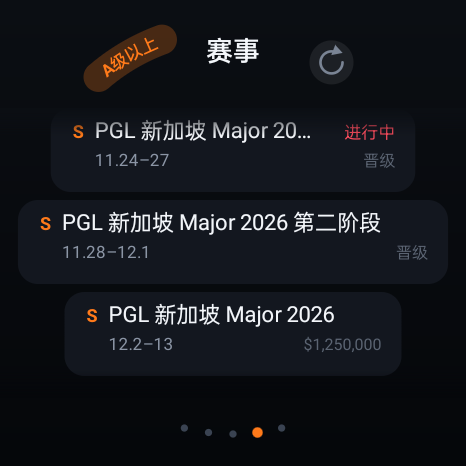 A级以上
赛事
S PGL 新加坡 Major 20... 进行中
11.24–27 晋级
S PGL 新加坡 Major 2026 第二阶段
11.28–12.1 晋级
S PGL 新加坡 Major 2026
12.2–13 $1,250,000